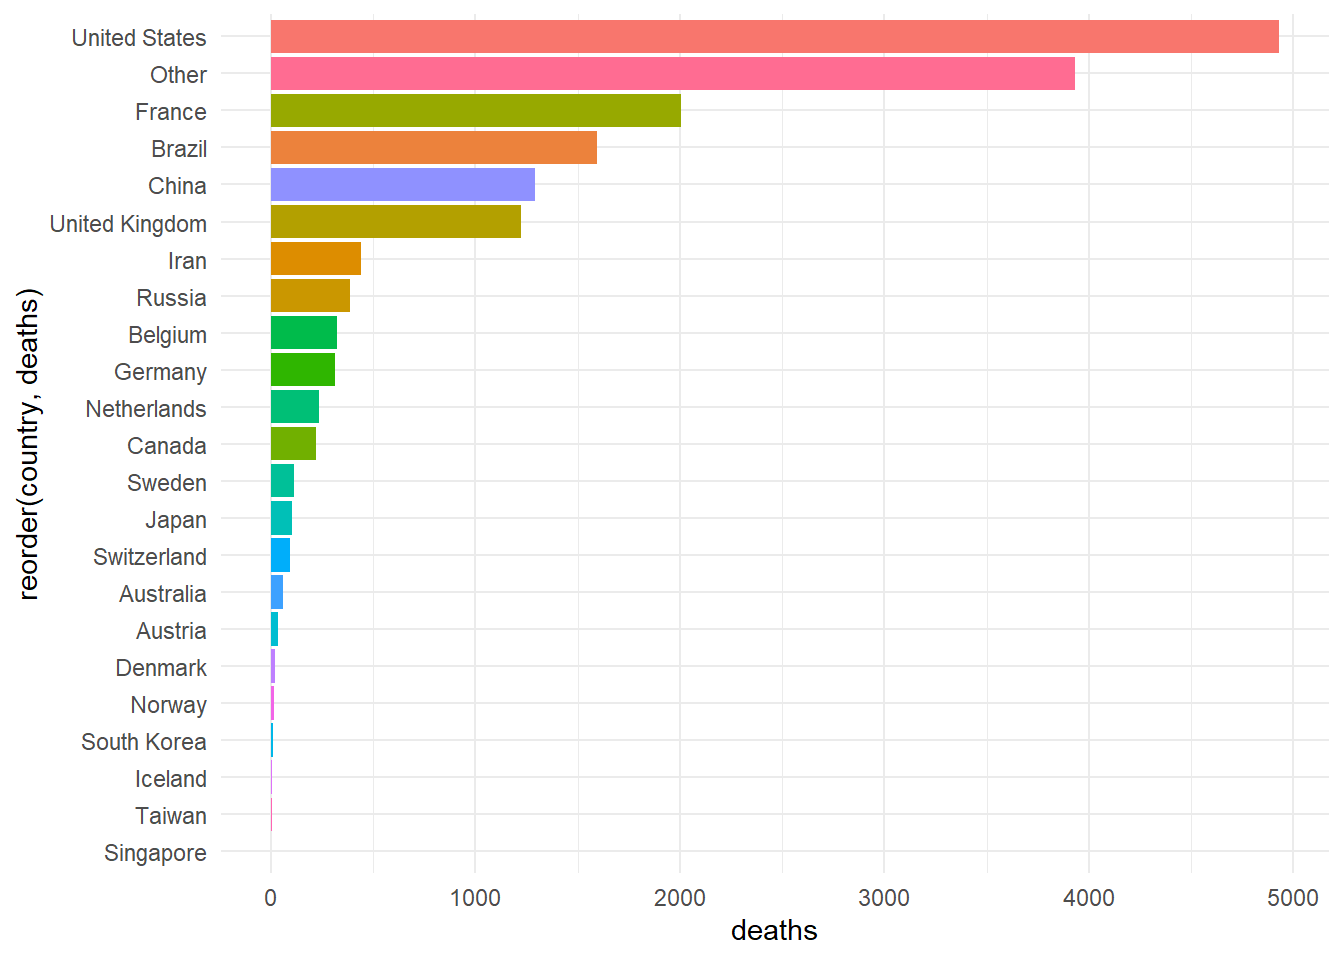 United States
Other
France
Brazil
China
United Kingdom
Iran
Russia
Belgium
Germany
Netherlands
Canada
Sweden
Japan
Switzerland
Australia
Austria
Denmark
Norway
South Korea
Iceland
Taiwan
Singapore
reorder(country, deaths)
0 1000 2000 3000 4000 5000
deaths